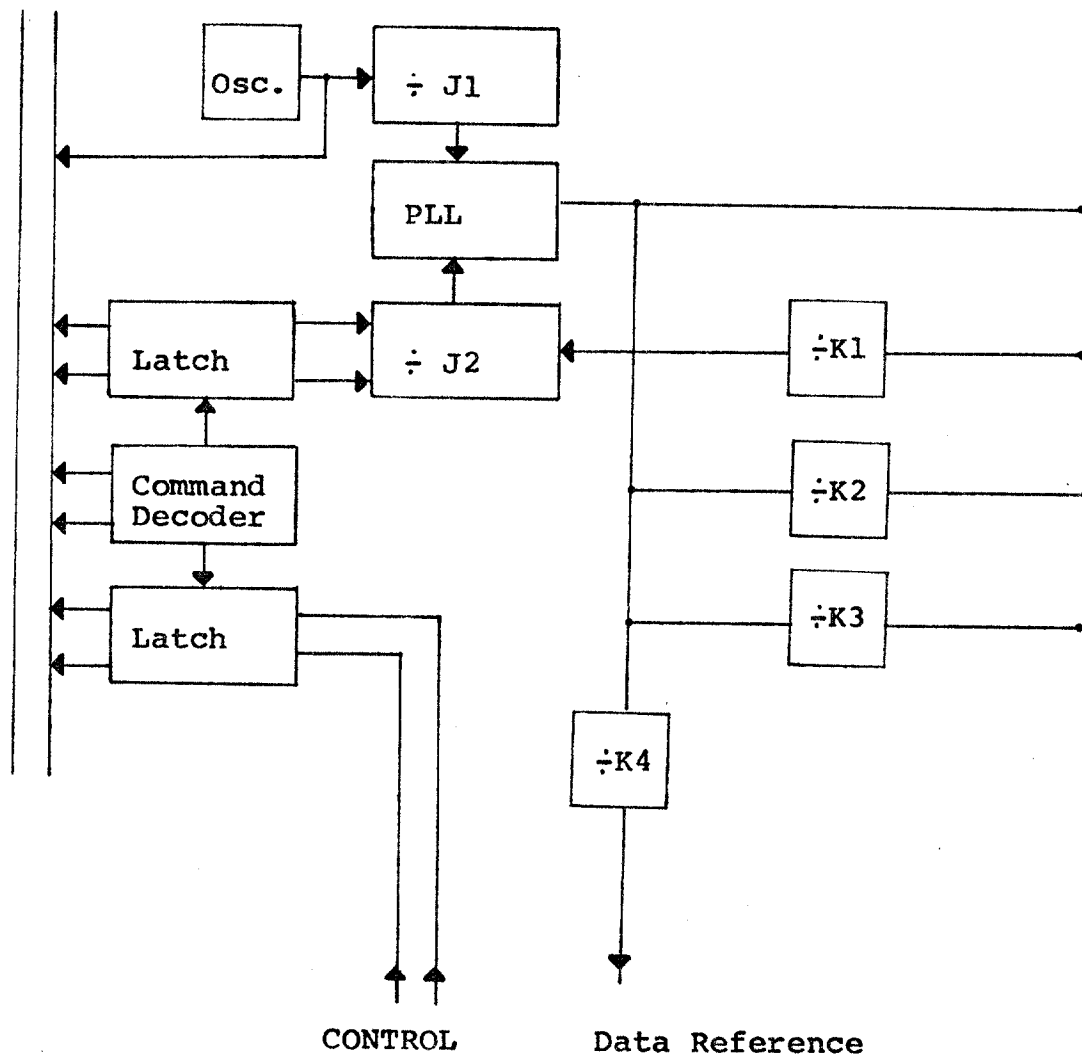 Osc.
÷ J1
PLL
Latch
÷ J2
÷K1
Command
Decoder
÷K2
Latch
÷K3
÷K4
CONTROL
Data Reference